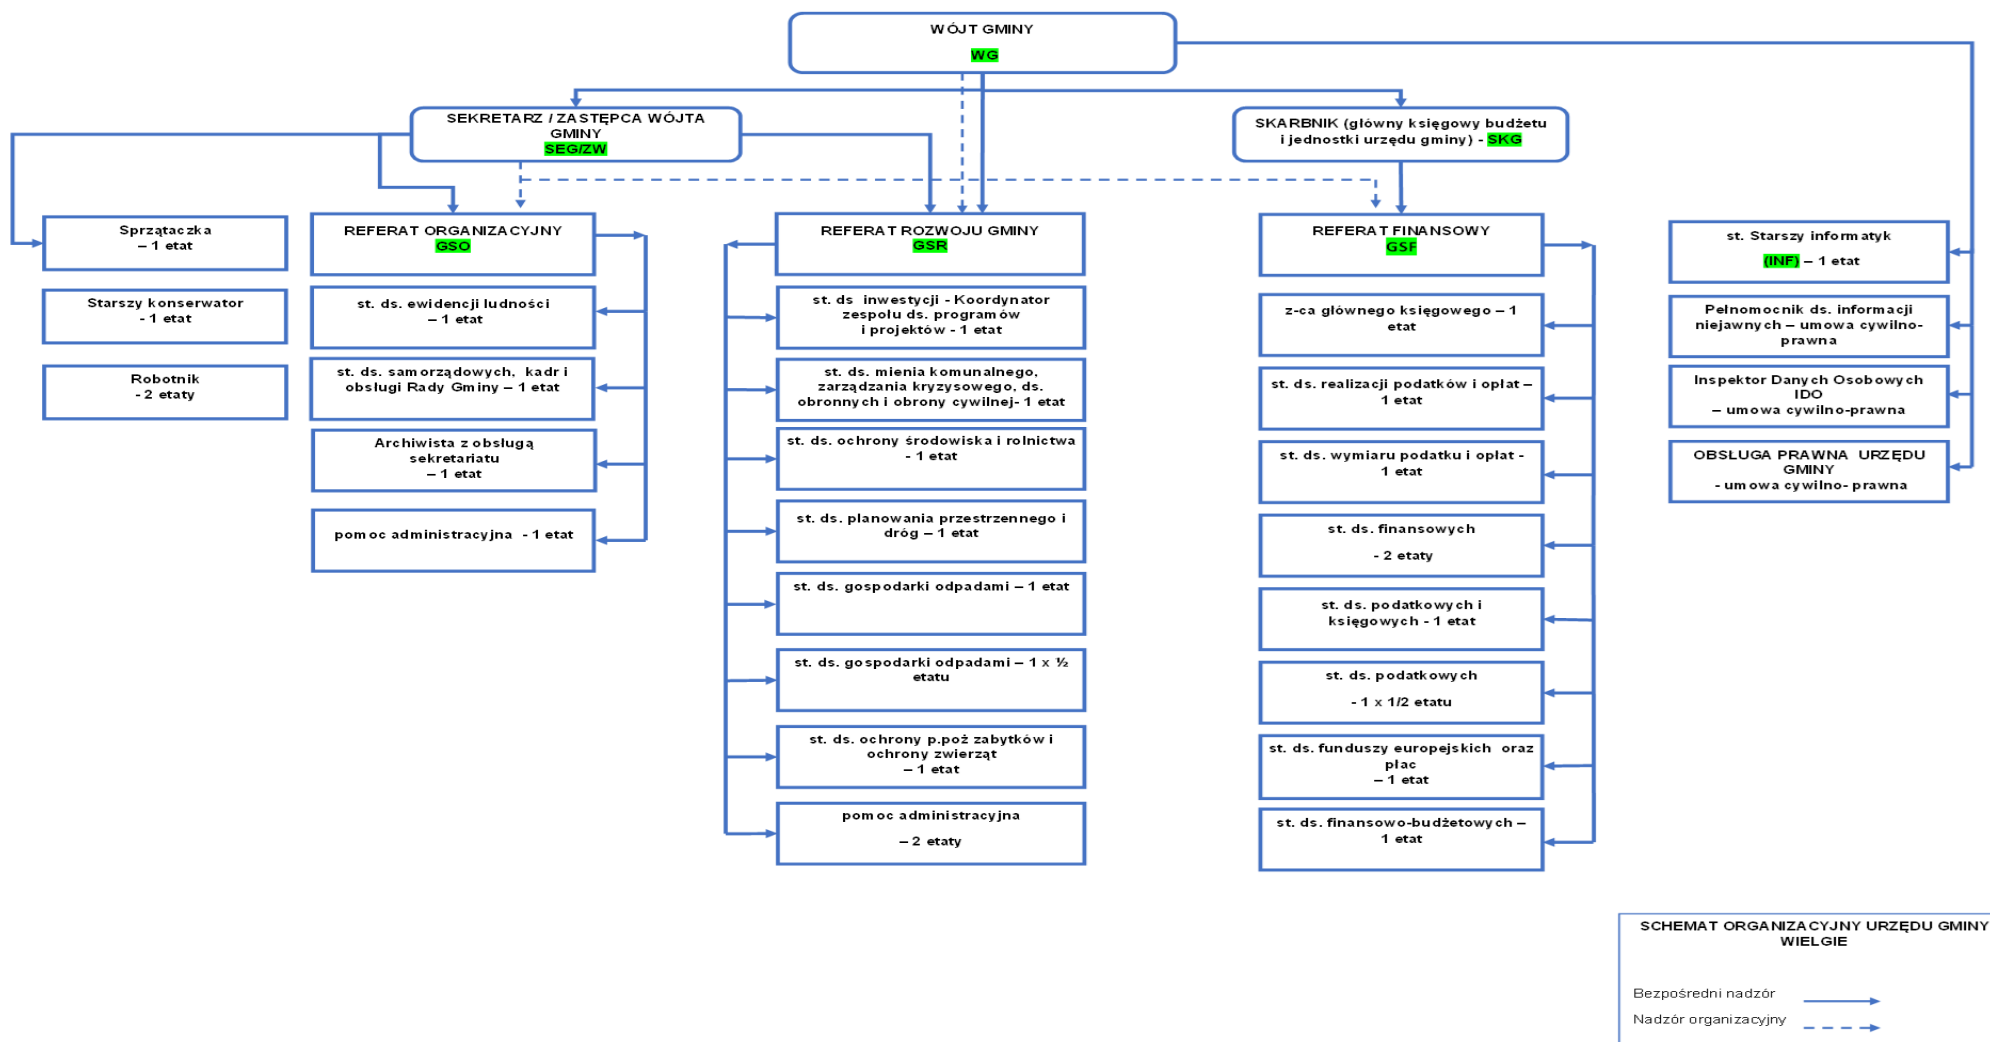 WÓJT GMINY
WG
SEKRETARZ / ZASTĘPCA WÓJTA
GMINY
SEG/ZW
SKARBNIK (główny księgowy budżetu
i jednostki urzędu gminy) - SKG
Sprzątaczka
– 1 etat
Starszy konserwator
- 1 etat
Robotnik
- 2 etaty
REFERAT ORGANIZACYJNY
GSO
st. ds. ewidencji ludności
– 1 etat
st. ds. samorządowych, kadr i
obsługi Rady Gminy – 1 etat
Archiwista z obsługą
sekretariatu
– 1 etat
pomoc administracyjna - 1 etat
REFERAT ROZWOJU GMINY
GSR
st. ds inwestycji - Koordynator
zespołu ds. programów
i projektów - 1 etat
st. ds. mienia komunalnego,
zarządzania kryzysowego, ds.
obronnych i obrony cywilnej- 1 etat
st. ds. ochrony środowiska i rolnictwa
- 1 etat
st. ds. planowania przestrzennego i
dróg – 1 etat
st. ds. gospodarki odpadami – 1 etat
st. ds. gospodarki odpadami – 1 x ½
etatu
st. ds. ochrony p.poż zabytków i
ochrony zwierząt
– 1 etat
pomoc administracyjna
– 2 etaty
REFERAT FINANSOWY
GSF
z-ca głównego księgowego – 1
etat
st. ds. realizacji podatków i opłat –
1 etat
st. ds. wymiaru podatku i opłat -
1 etat
st. ds. finansowych
- 2 etaty
st. ds. podatkowych i
księgowych - 1 etat
st. ds. podatkowych
- 1 x 1/2 etatu
st. ds. funduszy europejskich oraz
płac
– 1 etat
st. ds. finansowo-budżetowych –
1 etat
st. Starszy informatyk
(INF) – 1 etat
Pełnomocnik ds. informacji
niejawnych – umowa cywilno-
prawna
Inspektor Danych Osobowych
IDO
– umowa cywilno-prawna
OBSŁUGA PRAWNA URZĘDU
GMINY
- umowa cywilno- prawna
SCHEMAT ORGANIZACYJNY URZĘDU GMINY
WIELGIE
Bezpośredni nadzór
Nadzór organizacyjny